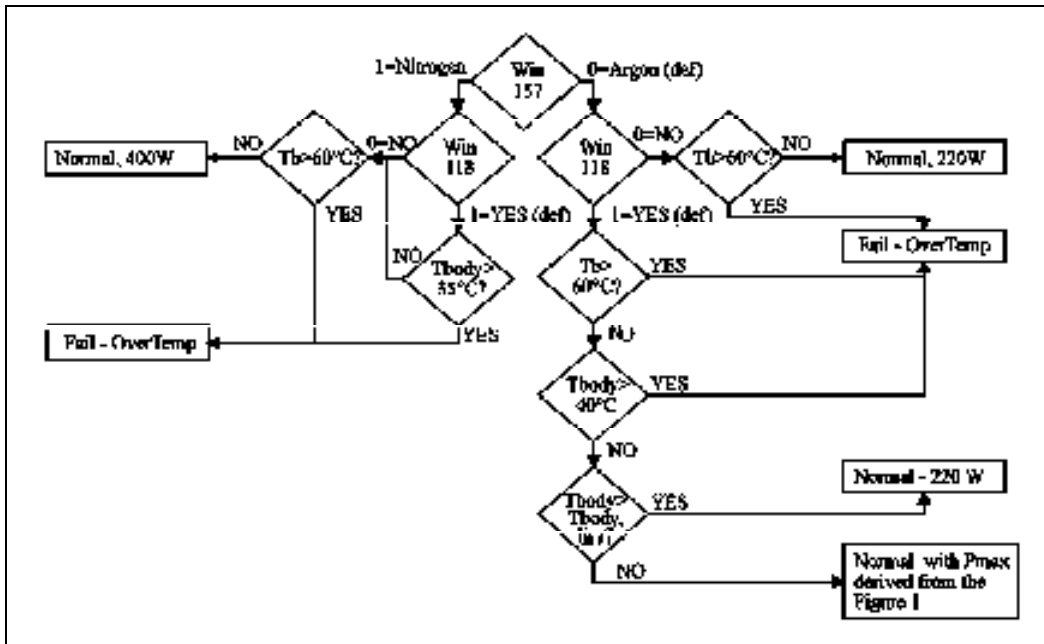 1=Nitrogen
Win
157
0=Argon (def)
NO
Tb>60°C?
0=NO
Win
118
Win
118
0=NO
Tb>60°C?
NO
Normal, 400W
Normal, 220W
YES
1=YES (def)
1=YES (def)
YES
NO
Tbody>
55°C?
Tb>
60°C?
YES
Fail - OverTemp
YES
NO
Fail - OverTemp
Tbody>
40°C
YES
NO
Tbody>
Tbody,
YES
Normal - 220 W
NO
Normal with Pmax
derived from the
Figure 1